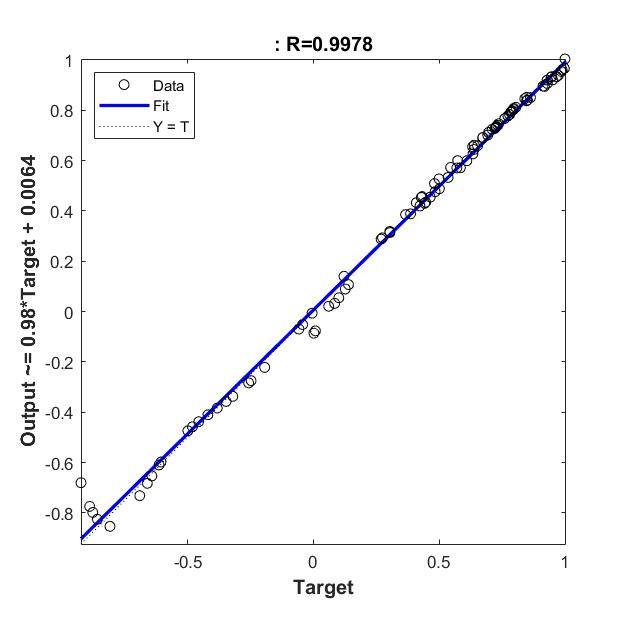 : R=0.9978
Data
Fit
Y = T
Output ~= 0.98*Target + 0.0064
1
0.8
0.6
0.4
0.2
0
-0.2
-0.4
-0.6
-0.8
-0.5
0
0.5
1
Target